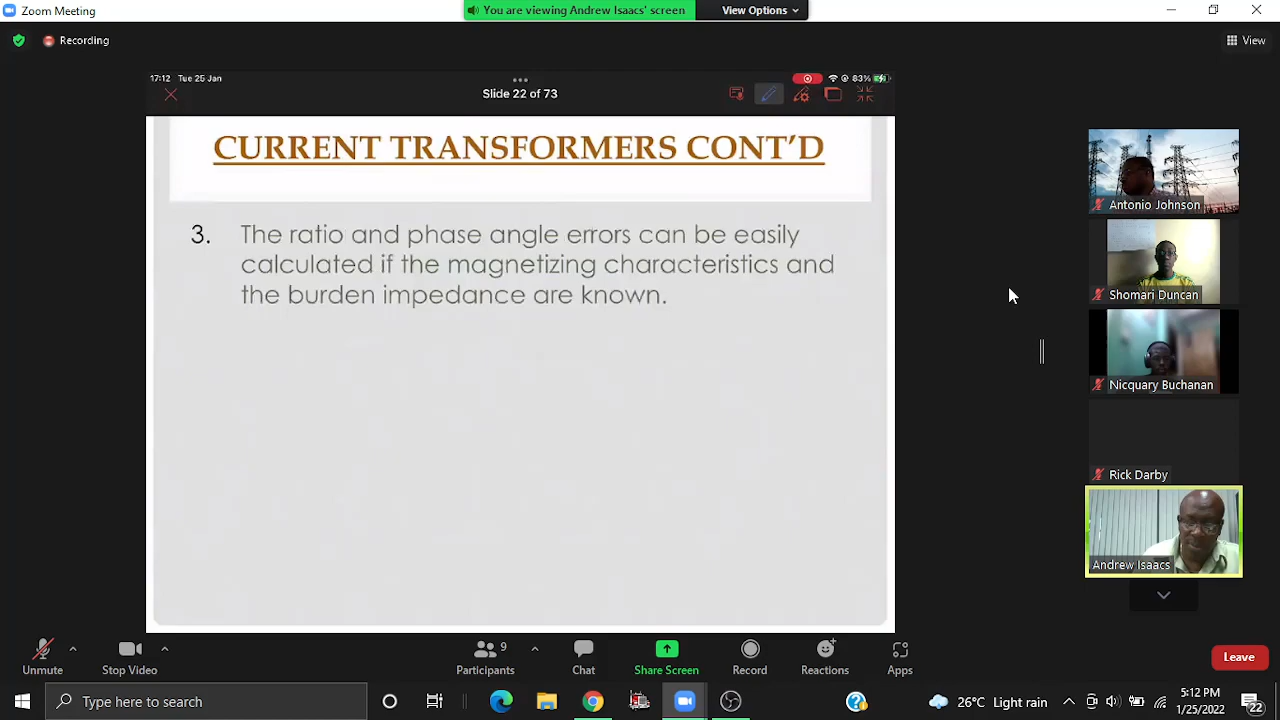 Zoom Meeting
You are viewing Andrew Isaacs' screen
View Options
Recording
View
17:12 Tue 25 Jan
83%
Slide 22 of 73
CURRENT TRANSFORMERS CONT'D
3. The ratio and phase angle errors can be easily
calculated if the magnetizing characteristics and
the burden impedance are known.
Antonio Johnson
Shomari Duncan
Nicquary Buchanan
Rick Darby
Andrew Isaacs
Unmute
Stop Video
Participants
9
Chat
Share Screen
Record
Reactions
Apps
Leave
Type here to search
26°C Light rain
5:12 PM
1/25/2022
22